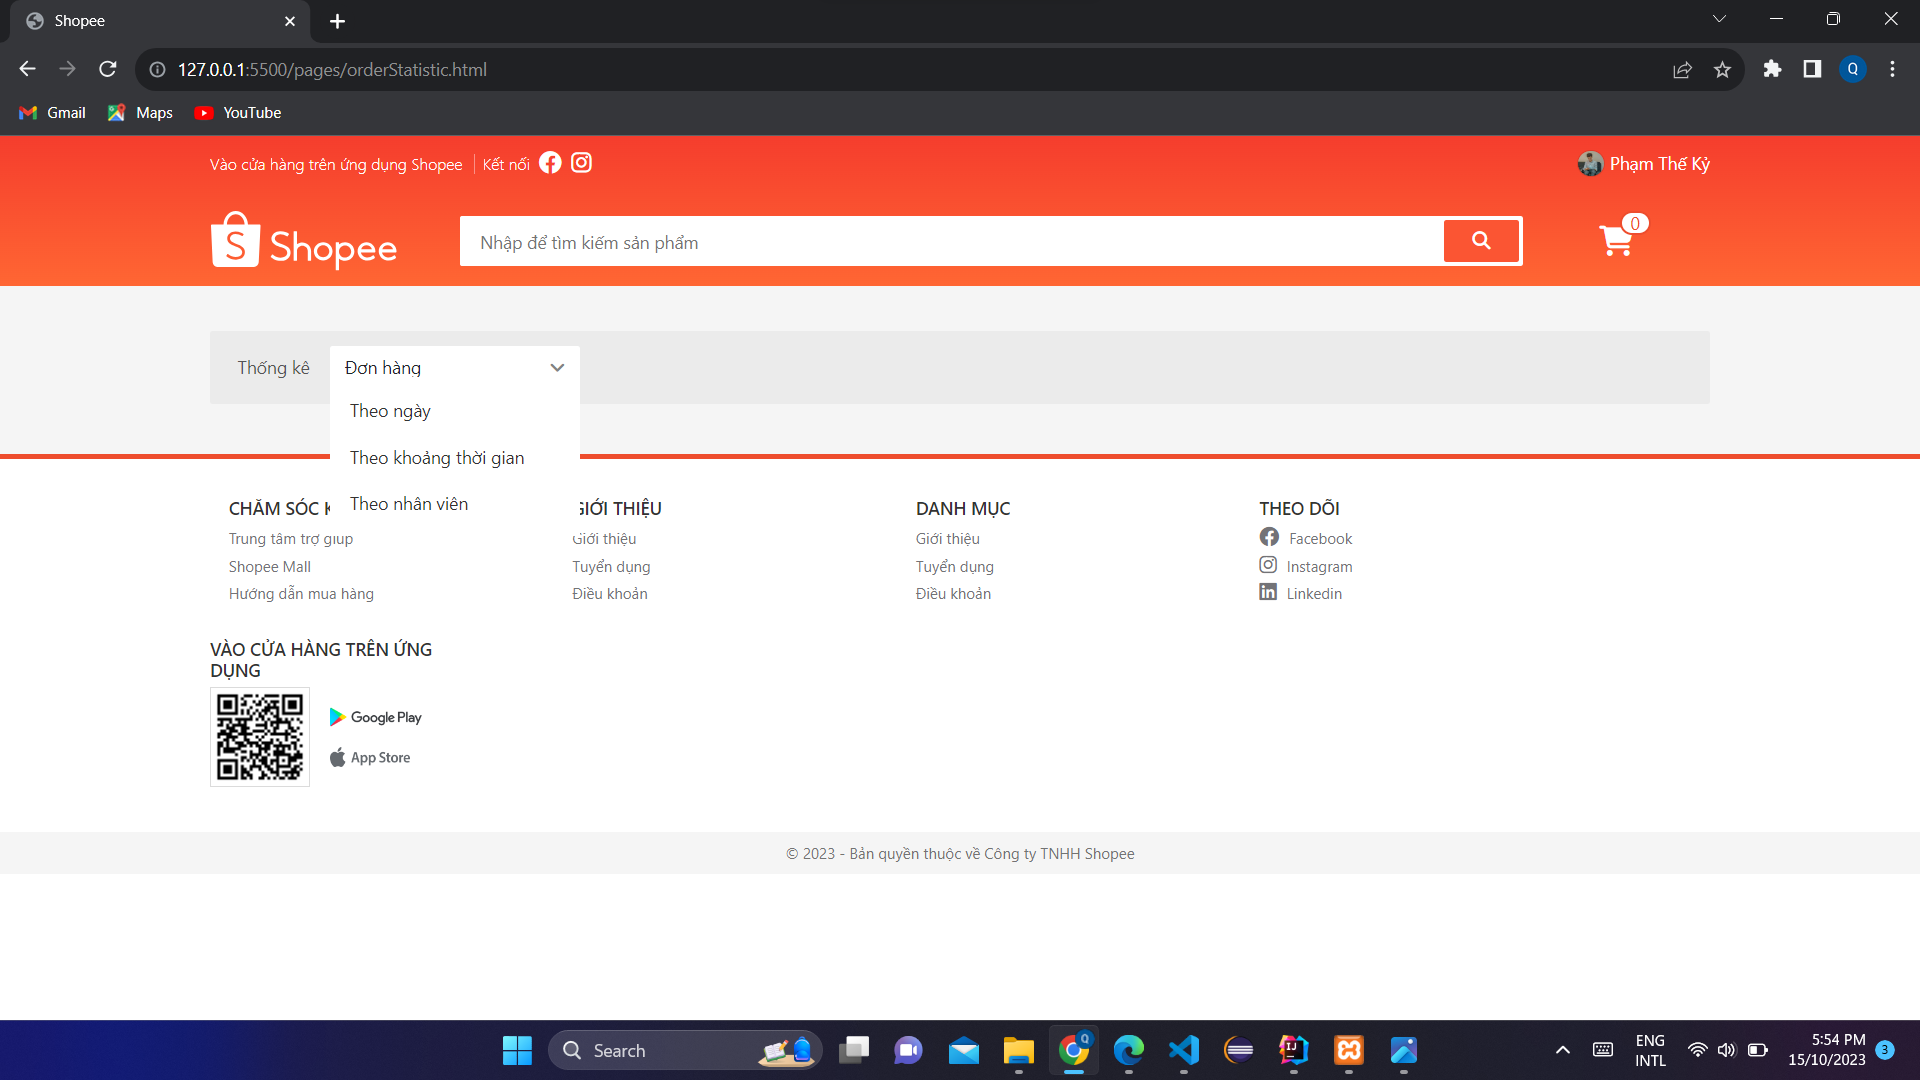 Shopee
127.0.0.1:5500/pages/orderStatistic.html
Q
Gmail
Maps
YouTube
Vào cửa hàng trên ứng dụng Shopee
Kết nối
Phạm Thế Kỷ
Shopee
Nhập để tìm kiếm sản phẩm
0
Thống kê
Đơn hàng
Theo ngày
Theo khoảng thời gian
Theo nhân viên
CHĂM SÓC
Trung tâm trợ giúp
Shopee Mall
Hướng dẫn mua hàng
GIỚI THIỆU
Giới thiệu
Tuyển dụng
Điều khoản
DANH MỤC
Giới thiệu
Tuyển dụng
Điều khoản
THEO DÕI
Facebook
Instagram
Linkedin
VÀO CỬA HÀNG TRÊN ỨNG
DỤNG
Google Play
App Store
© 2023 - Bản quyền thuộc về Công ty TNHH Shopee
Search
ENG
INTL
5:54 PM
15/10/2023
3